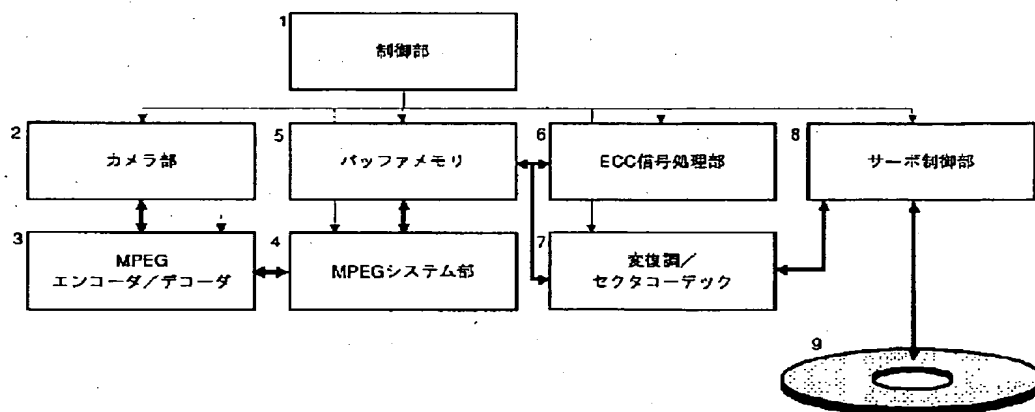 1
制御部
2
カメラ部
5
バッファメモリ
6
ECC信号処理部
8
サーボ制御部
3
MPEG
エンコーダ／デコーダ
4
MPEGシステム部
7
変復調／
セクタコーデック
9